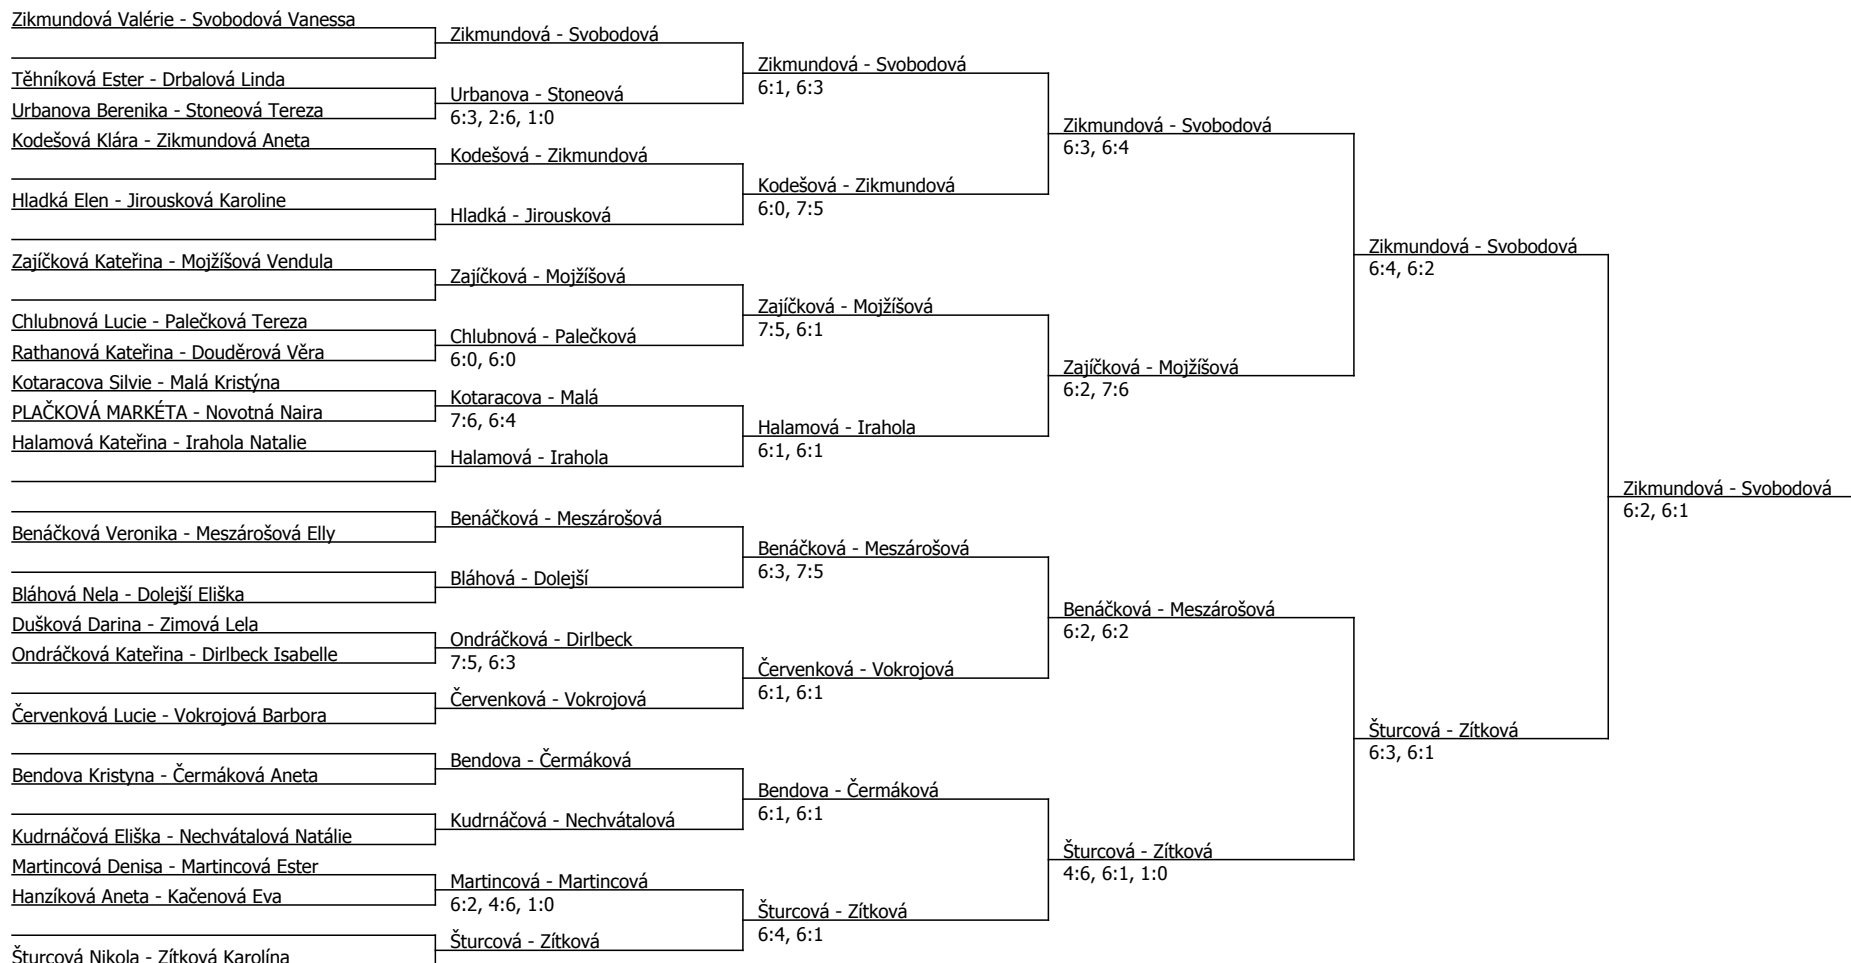 Zikmundová Valérie - Svobodová Vanessa
Těhníková Ester - Drbalová Linda
Urbanova Berenika - Stoneová Tereza
Kodešová Klára - Zikmundová Aneta
Hladká Elen - Jirousková Karoline
Zajíčková Kateřina - Mojžíšová Vendula
Chlubnová Lucie - Palečková Tereza
Rathanová Kateřina - Douděrová Věra
Kotaracova Silvie - Malá Kristýna
PLAČKOVÁ MARKÉTA - Novotná Naira
Halamová Kateřina - Irahola Natalie
Benáčková Veronika - Meszárošová Elly
Bláhová Nela - Dolejší Eliška
Dušková Darina - Zimová Lela
Ondráčková Kateřina - Dirlbeck Isabelle
Červenková Lucie - Vokrojová Barbora
Bendova Kristyna - Čermáková Aneta
Kudrnáčová Eliška - Nechvátalová Natálie
Martincová Denisa - Martincová Ester
Hanzíková Aneta - Kačenová Eva
Šturcová Nikola - Zítková Karolína
Zikmundová - Svobodová
Urbanova - Stoneová
6:3, 2:6, 1:0
Kodešová - Zikmundová
Hladká - Jirousková
Zajíčková - Mojžíšová
Chlubnová - Palečková
6:0, 6:0
Kotaracova - Malá
7:6, 6:4
Halamová - Irahola
Benáčková - Meszárošová
Bláhová - Dolejší
Ondráčková - Dirlbeck
7:5, 6:3
Červenková - Vokrojová
Bendova - Čermáková
Kudrnáčová - Nechvátalová
Martincová - Martincová
6:2, 4:6, 1:0
Šturcová - Zítková
Zikmundová - Svobodová
6:1, 6:3
Kodešová - Zikmundová
6:0, 7:5
Zajíčková - Mojžíšová
7:5, 6:1
Halamová - Irahola
6:1, 6:1
Benáčková - Meszárošová
6:3, 7:5
Červenková - Vokrojová
6:1, 6:1
Bendova - Čermáková
6:1, 6:1
Šturcová - Zítková
6:4, 6:1
Zikmundová - Svobodová
6:3, 6:4
Zajíčková - Mojžíšová
6:2, 7:6
Benáčková - Meszárošová
6:2, 6:2
Šturcová - Zítková
4:6, 6:1, 1:0
Zikmundová - Svobodová
6:4, 6:2
Šturcová - Zítková
6:3, 6:1
Zikmundová - Svobodová
6:2, 6:1